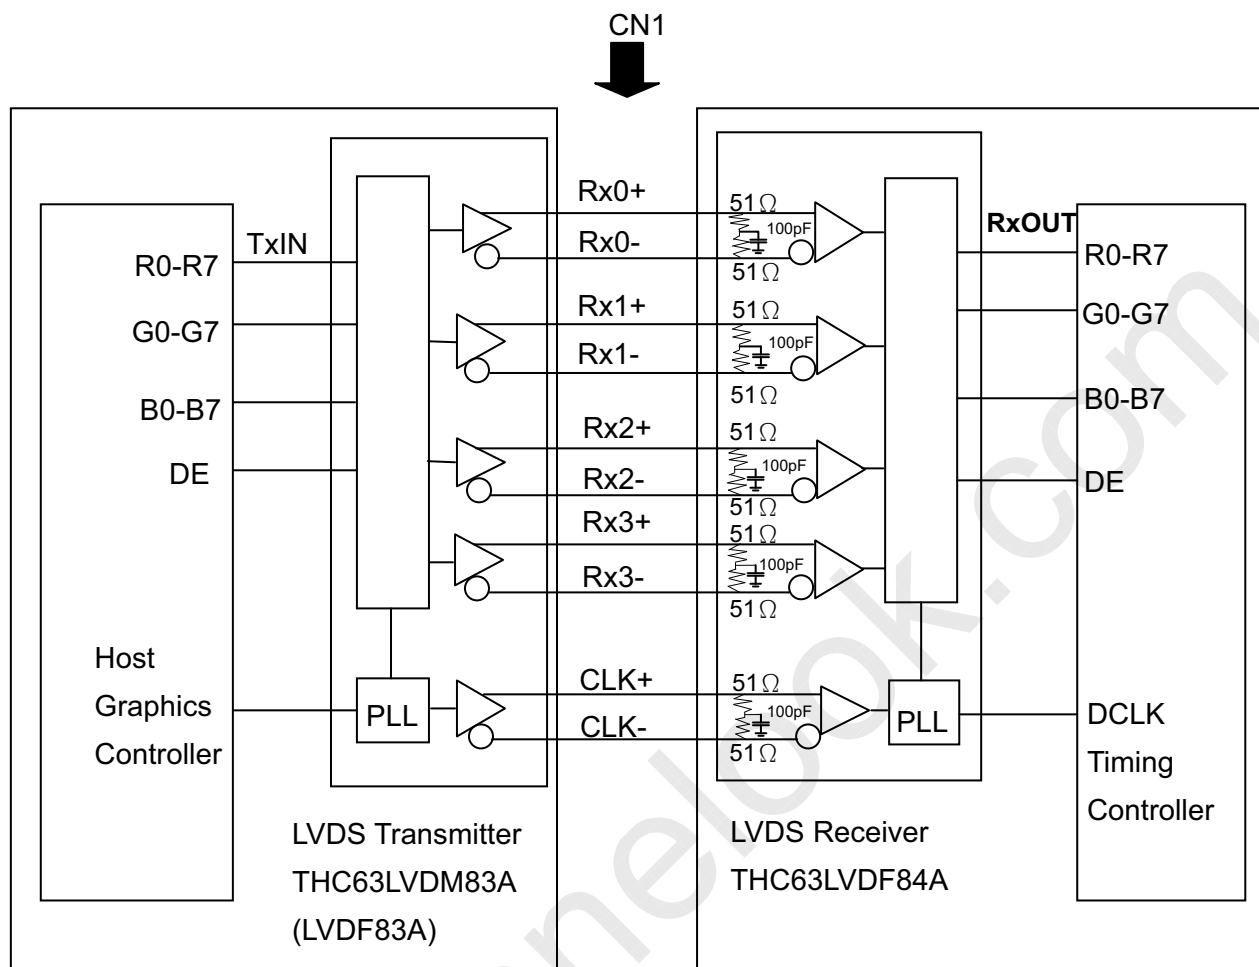 CN1
Rx0+
51Ω
100pF
RxOUT
TxIN
Rx0-
R0-R7
51Ω
R0-R7
Rx1+
51Ω
G0-G7
G0-G7
100pF
Rx1-
51Ω
B0-B7
B0-B7
Rx2+
51Ω
100pF
DE
Rx2-
DE
51Ω
Rx3+
51Ω
100pF
Rx3-
51Ω
Host
Graphics
Controller
CLK+
51Ω
PLL
100pF
CLK-
51Ω
PLL
DCLK
Timing
Controller
LVDS Transmitter
THC63LVDM83A
(LVDF83A)
LVDS Receiver
THC63LVDF84A
nelook.com